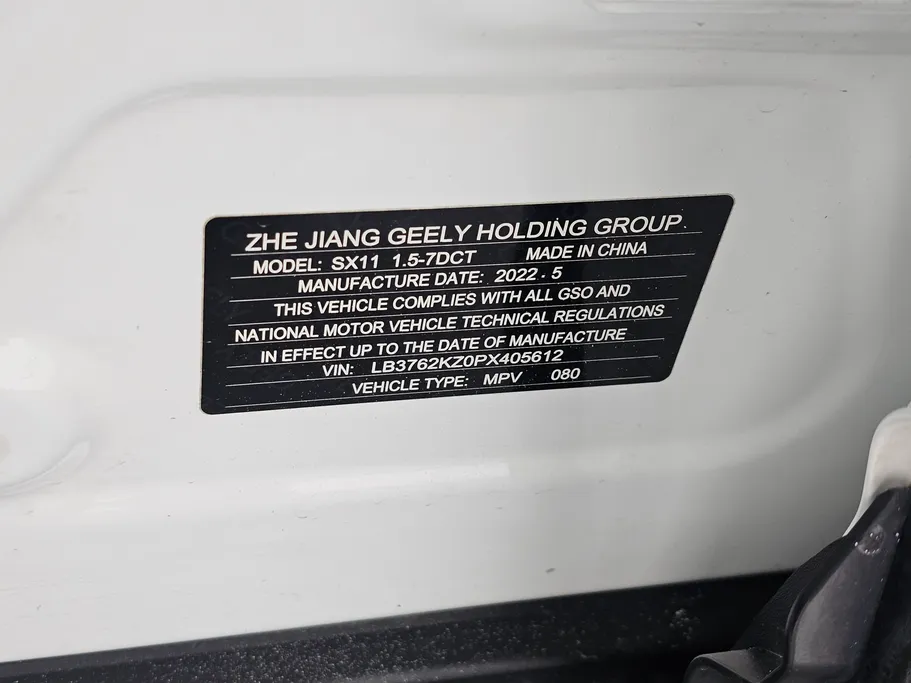 ZHE JIANG GEELY HOLDING GROUP
MODEL: SX11 1.5-7DCT MADE IN CHINA
MANUFACTURE DATE: 2022.5
THIS VEHICLE COMPLIES WITH ALL GSO AND
NATIONAL MOTOR VEHICLE TECHNICAL REGULATIONS
IN EFFECT UP TO THE DATE OF MANUFACTURE
VIN: LB3762KZ0PX405612
VEHICLE TYPE: MPV 080